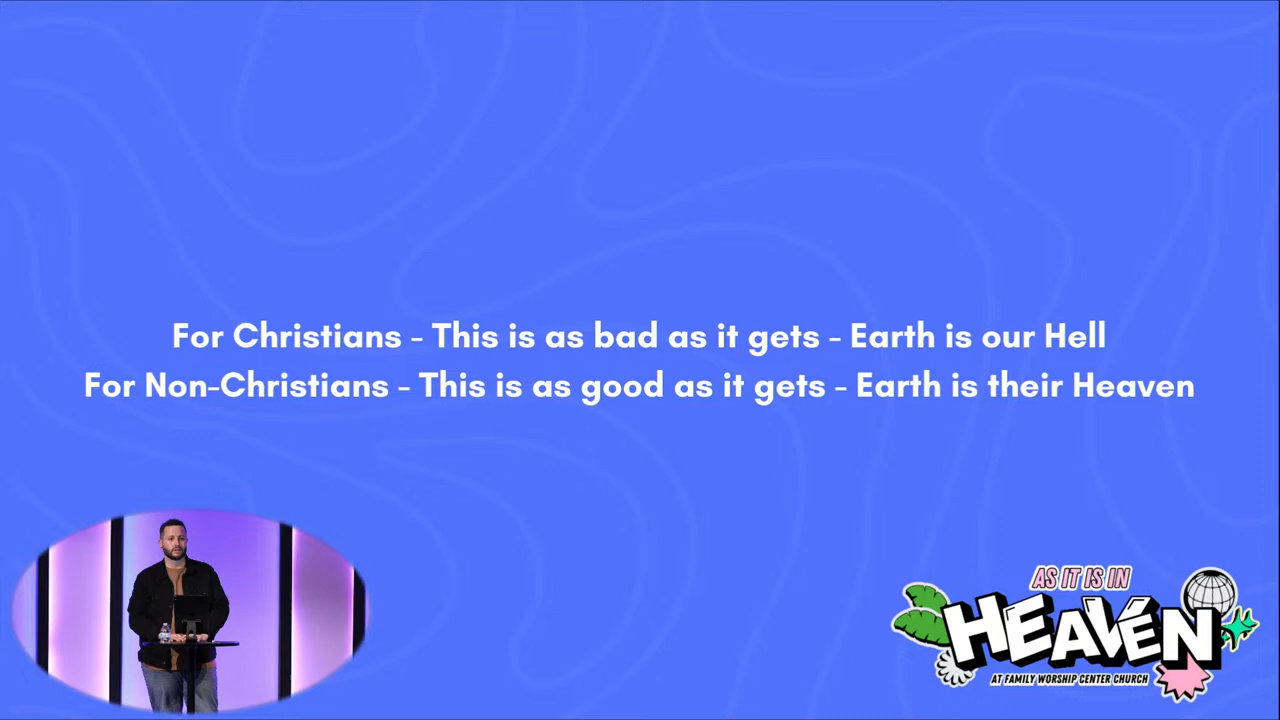 For Christians - This is as bad as it gets - Earth is our Hell
For Non-Christians - This is as good as it gets - Earth is their Heaven
AS IT IS IN
HEAVEN
AT FAMILY WORSHIP CENTER CHURCH